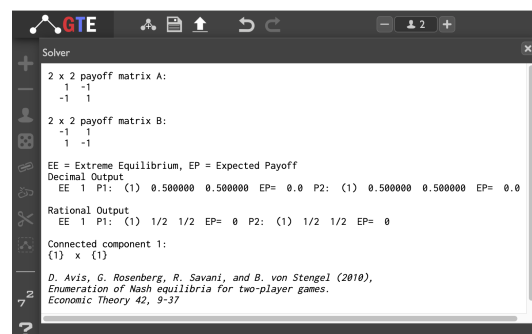 GTE
2
Solver
2 x 2 payoff matrix A:
1 -1
-1 1
2 x 2 payoff matrix B:
-1 1
1 -1
EE = Extreme Equilibrium, EP = Expected Payoff
Decimal Output
EE 1 P1: (1) 0.500000 0.500000 EP= 0.0 P2: (1) 0.500000 0.500000 EP= 0.0
Rational Output
EE 1 P1: (1) 1/2 1/2 EP= 0 P2: (1) 1/2 1/2 EP= 0
Connected component 1:
{1} x {1}
D. Avis, G. Rosenberg, R. Savani, and B. von Stengel (2010),
Enumeration of Nash equilibria for two-player games.
Economic Theory 42, 9-37
7 2
?